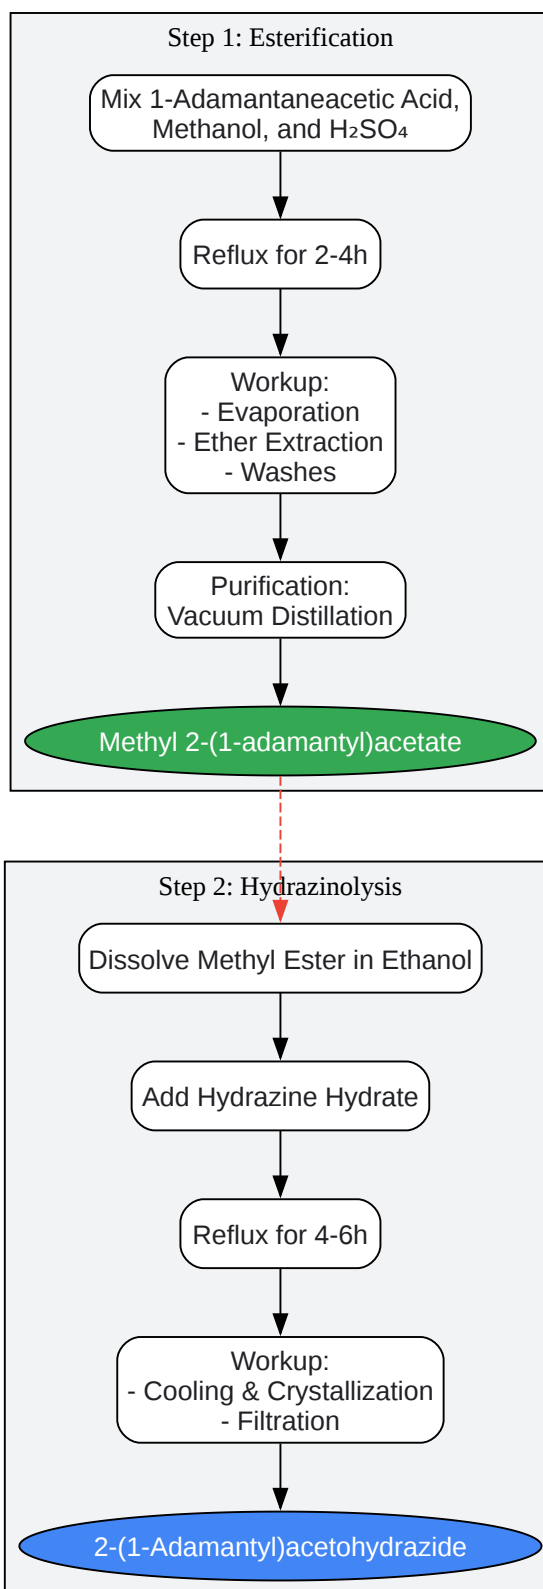 Step 1: Esterification
Mix 1-Adamantaneacetic Acid,
Methanol, and H₂SO₄
Reflux for 2-4h
Workup:
- Evaporation
- Ether Extraction
- Washes
Purification:
Vacuum Distillation
Methyl 2-(1-adamantyl)acetate
Step 2: Hydrazinolysis
Dissolve Methyl Ester in Ethanol
Add Hydrazine Hydrate
Reflux for 4-6h
Workup:
- Cooling & Crystallization
- Filtration
2-(1-Adamantyl)acetohydrazide